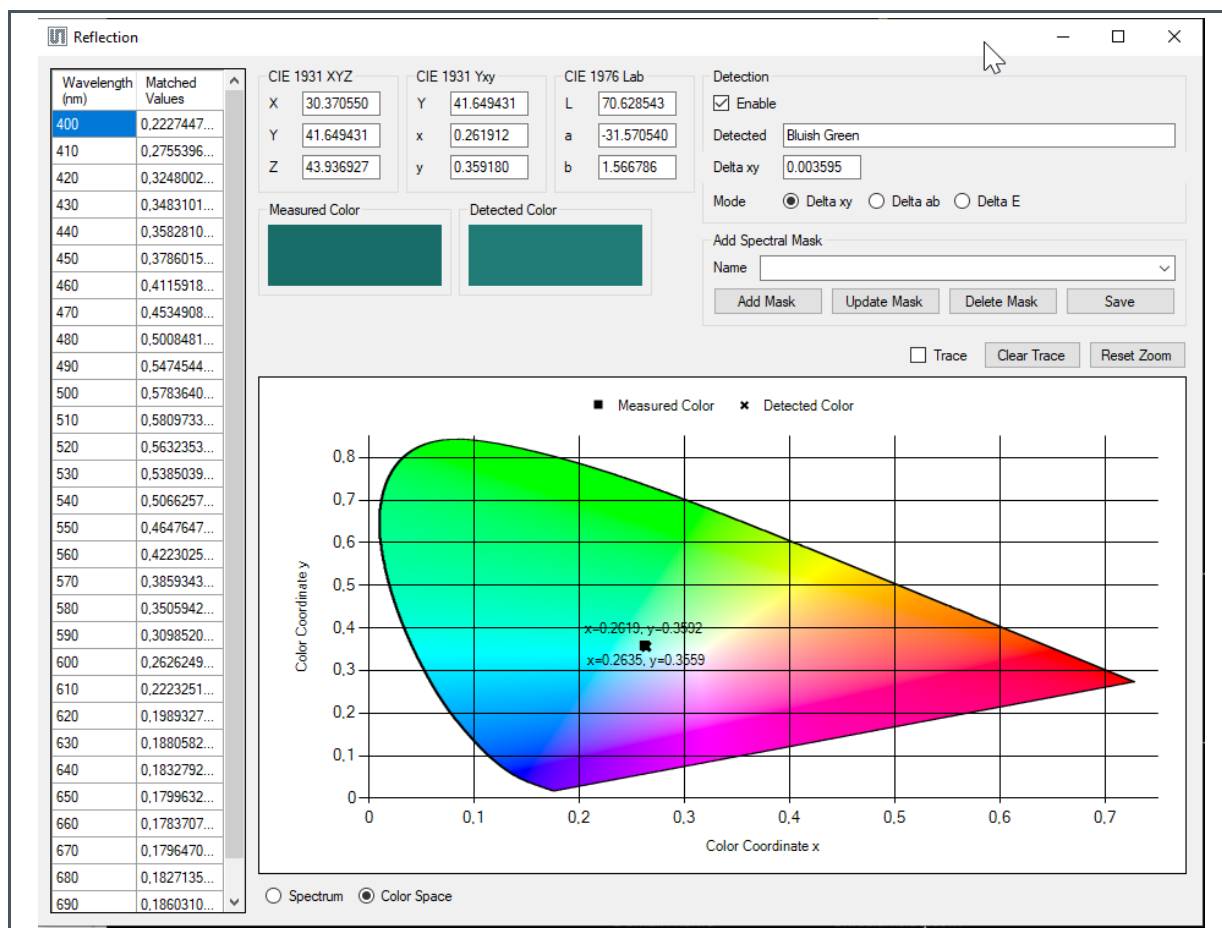 Reflection
Wavelength (nm) Matched Values
400 0,2227447...
410 0,2755396...
420 0,3248002...
430 0,3483101...
440 0,3582810...
450 0,3786015...
460 0,4115918...
470 0,4534908...
480 0,5008481...
490 0,5474544...
500 0,5783640...
510 0,5809733...
520 0,5632353...
530 0,5385039...
540 0,5066257...
550 0,4647647...
560 0,4223025...
570 0,3859343...
580 0,3505942...
590 0,3098520...
600 0,2626249...
610 0,2223251...
620 0,1989327...
630 0,1880582...
640 0,1832792...
650 0,1799632...
660 0,1783707...
670 0,1796470...
680 0,1827135...
690 0,1860310...
CIE 1931 XYZ
X 30.370550
Y 41.649431
Z 43.936927
CIE 1931 Yxy
Y 41.649431
x 0.261912
y 0.359180
CIE 1976 Lab
L 70.628543
a -31.570540
b 1.566786
Detection
Enable
Detected Bluish Green
Delta xy 0.003595
Mode Delta xy Delta ab Delta E
Measured Color
Detected Color
Add Spectral Mask
Name
Add Mask Update Mask Delete Mask Save
Trace Clear Trace Reset Zoom
Measured Color Detected Color
Color Coordinate y
0,8
0,7
0,6
0,5
0,4
0,3
0,2
0,1
0
x=0.2619, y=0.3592
x=0.2635, y=0.3559
0 0,1 0,2 0,3 0,4 0,5 0,6 0,7
Color Coordinate x
Spectrum Color Space